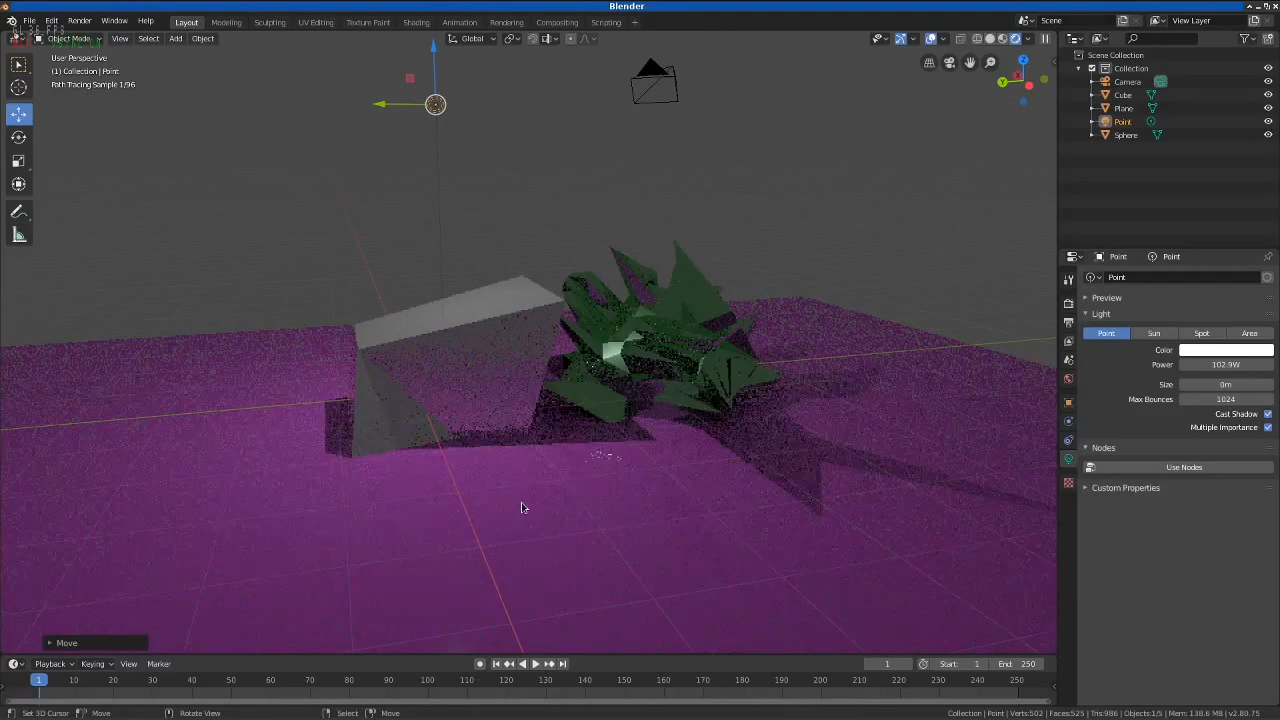 Blender
File Edit Render Window Help
Layout Modeling Sculpting UV Editing Texture Paint Shading Animation Rendering Compositing Scripting +
Scene
View Layer
Object Mode View Select Add Object
Global
User Perspective
(1) Collection | Point
Path Tracing Sample 1/96
Z
Y
X
Scene Collection
Collection
Camera
Cube
Plane
Point
Sphere
Point Point
Point
Preview
Light
Point Sun Spot Area
Color
Power 102.9W
Size 0m
Max Bounces 1024
Cast Shadow
Multiple Importance
Nodes
Use Nodes
Custom Properties
Move
Playback Keying View Marker
1 Start: 1 End: 250
1 10 20 30 40 50 60 70 80 90 100 110 120 130 140 150 160 170 180 190 200 210 220 230 240 250
Set 3D Cursor Move Rotate View Select Move
Collection | Point | Verts:502 | Faces:525 | Tris:986 | Objects:1/5 | Mem: 138.6 MB | v2.80.75